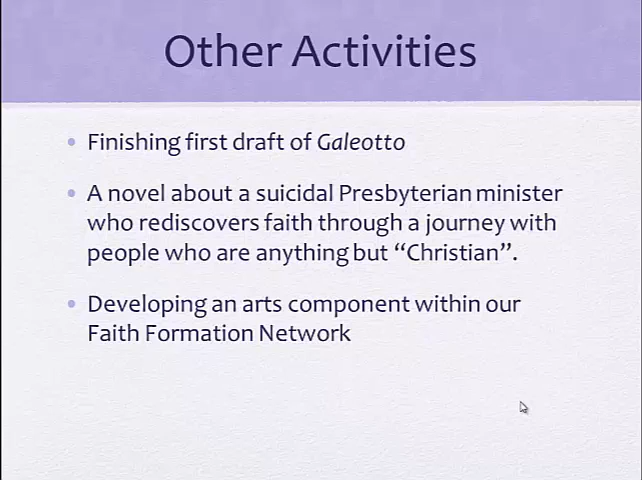 Other Activities
• Finishing first draft of Galeotto
• A novel about a suicidal Presbyterian minister
who rediscovers faith through a journey with
people who are anything but “Christian”.
• Developing an arts component within our
Faith Formation Network